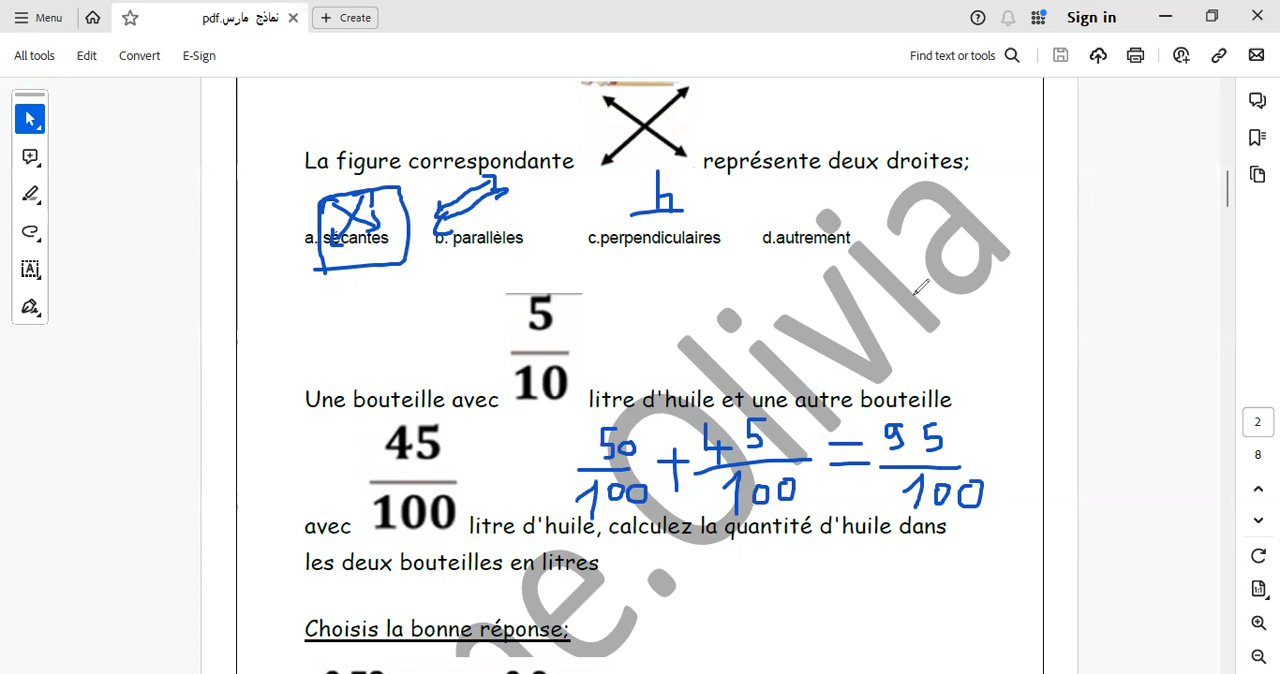 Menu
نماذج مارس.pdf
Create
Sign in
All tools Edit Convert E-Sign
Find text or tools
La figure correspondante représente deux droites;
a. sécantes b. parallèles c.perpendiculaires d.autrement
5
10
Une bouteille avec litre d'huile et une autre bouteille
45
100
50 + 45 = 95
100 100 100
avec litre d'huile, calculez la quantité d'huile dans
les deux bouteilles en litres
Choisis la bonne réponse;
me.Olivia
2
8